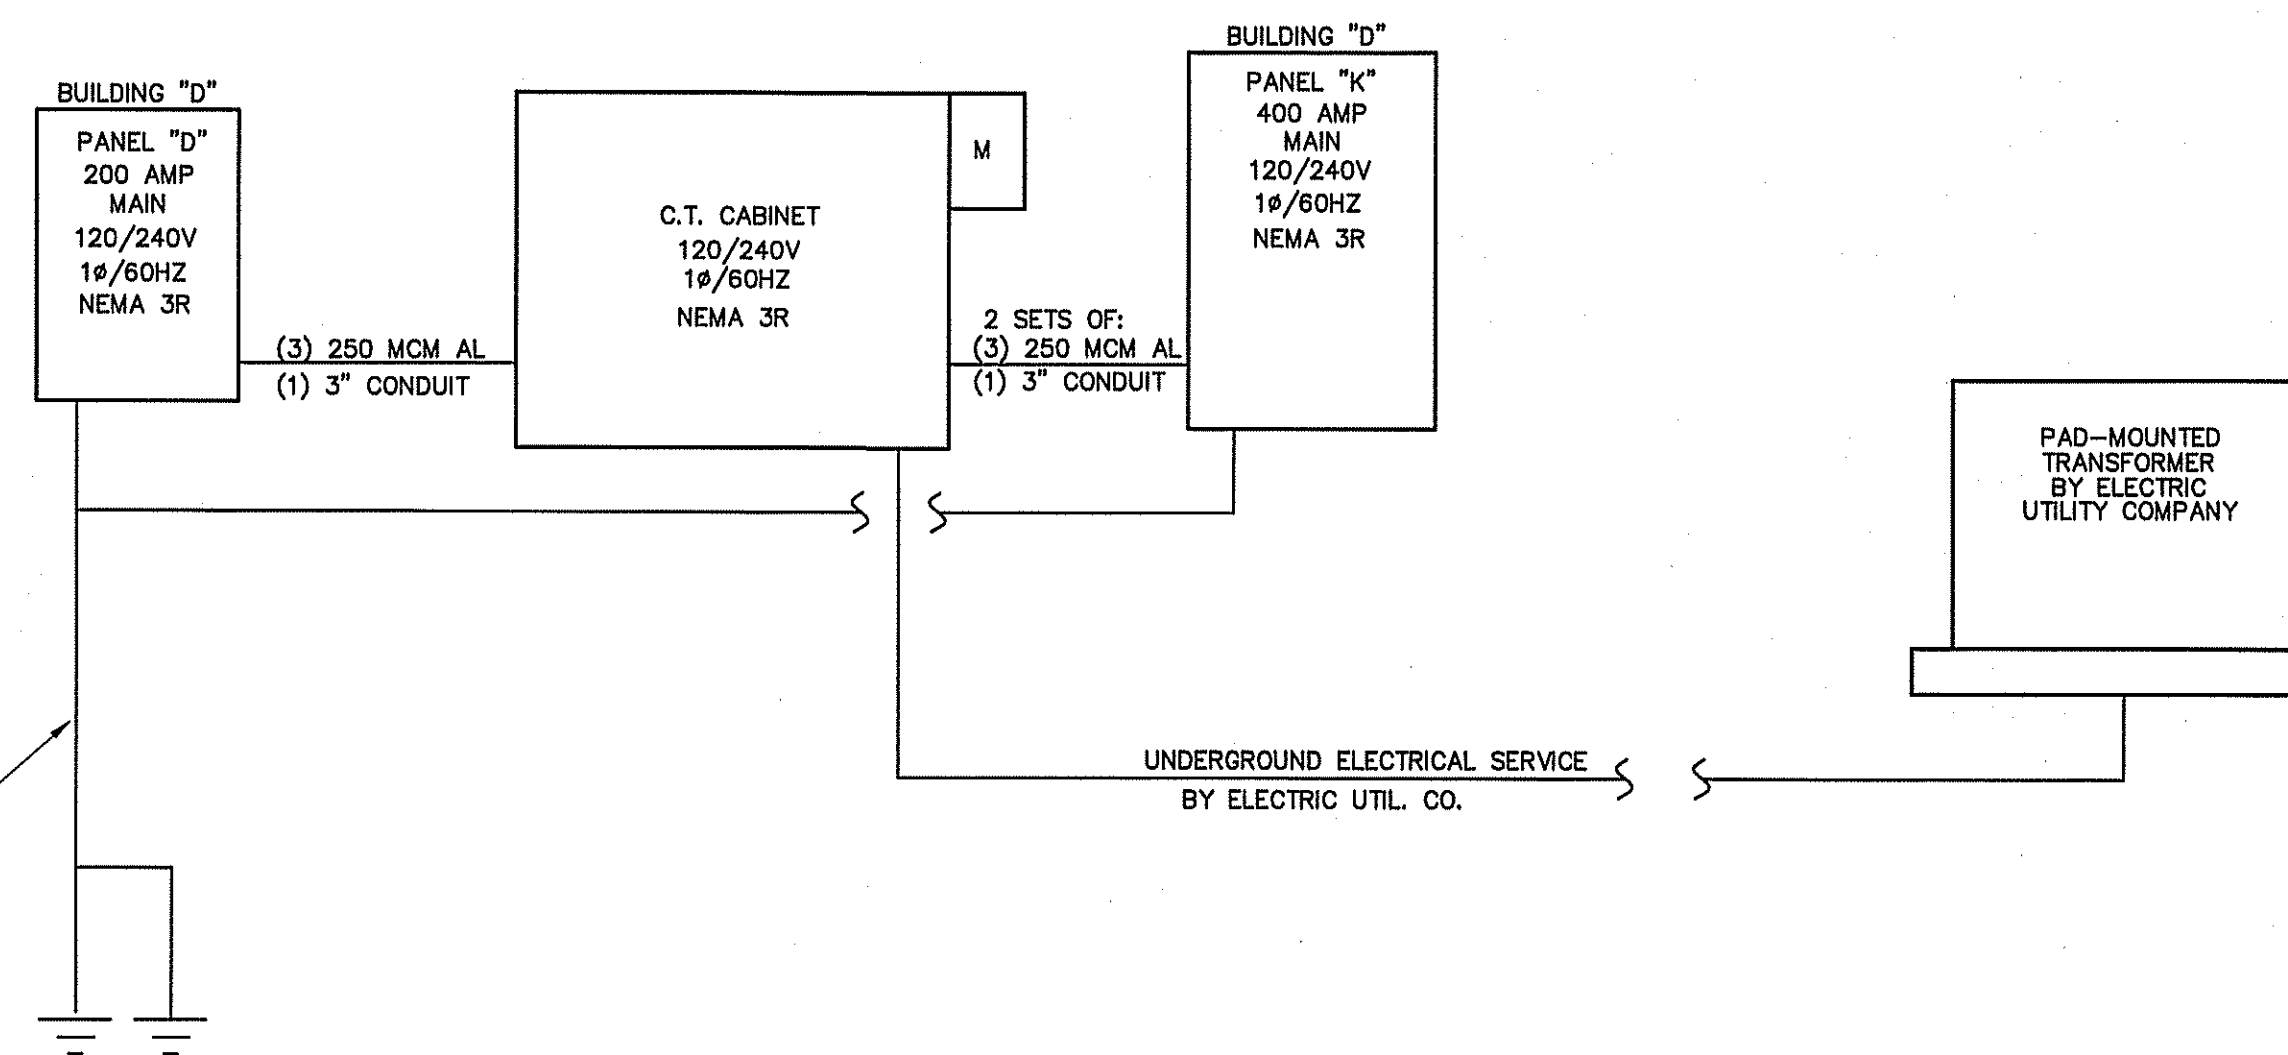 BUILDING "D"
PANEL "D"
200 AMP
MAIN
120/240V
1ø/60HZ
NEMA 3R
(3) 250 MCM AL
(1) 3" CONDUIT
C.T. CABINET
120/240V
1ø/60HZ
NEMA 3R
M
2 SETS OF:
(3) 250 MCM AL
(1) 3" CONDUIT
BUILDING "D"
PANEL "K"
400 AMP
MAIN
120/240V
1ø/60HZ
NEMA 3R
PAD-MOUNTED
TRANSFORMER
BY ELECTRIC
UTILITY COMPANY
UNDERGROUND ELECTRICAL SERVICE
BY ELECTRIC UTIL. CO.